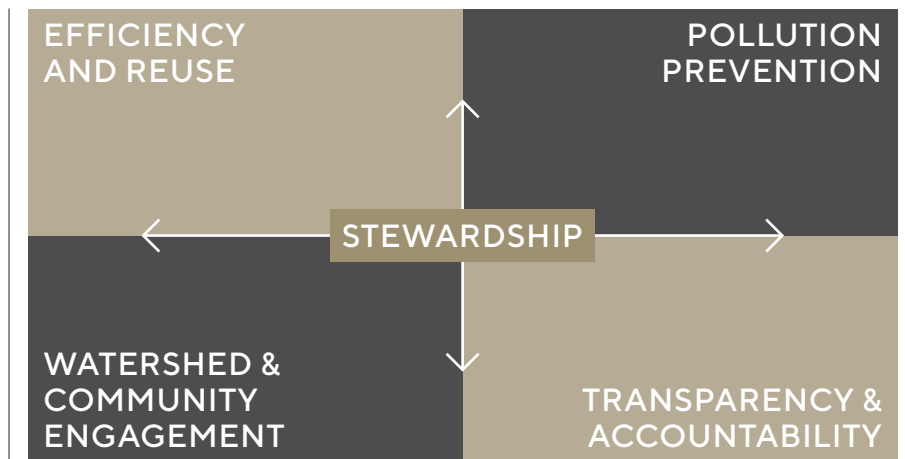 EFFICIENCY
AND REUSE
POLLUTION
PREVENTION
STEWARDSHIP
WATERSHED &
COMMUNITY
ENGAGEMENT
TRANSPARENCY &
ACCOUNTABILITY